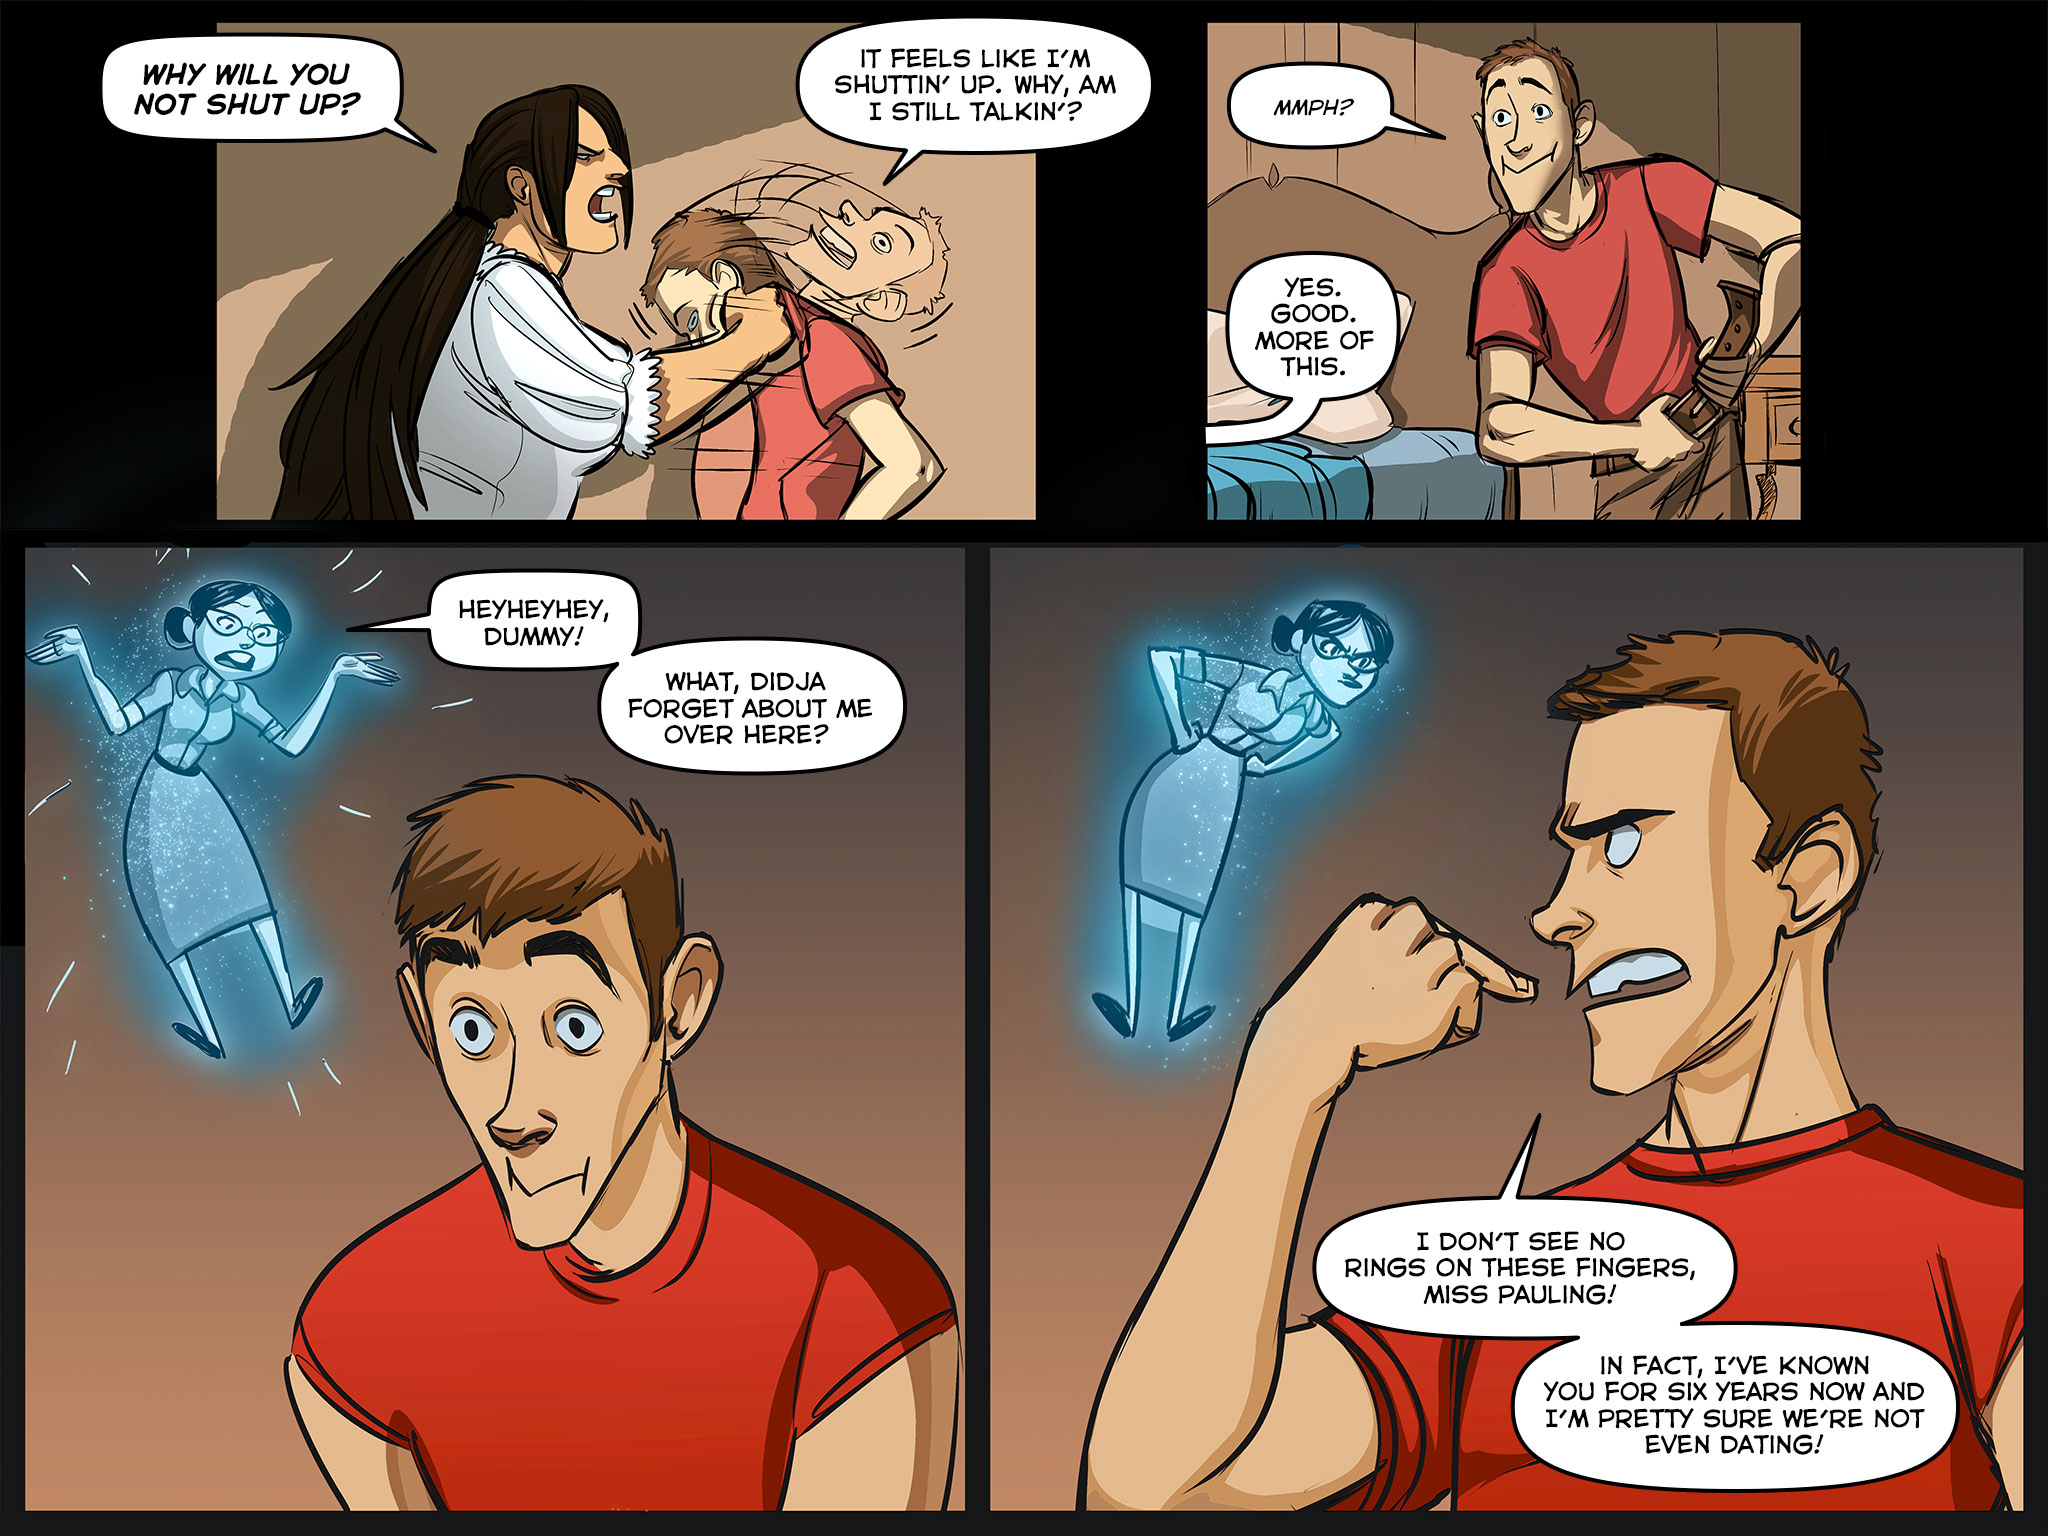 WHY WILL YOU
NOT SHUT UP?
IT FEELS LIKE I'M
SHUTTIN' UP. WHY, AM
I STILL TALKIN'?
MMPH?
YES.
GOOD.
MORE OF
THIS.
HEYHEYHEY,
DUMMY!
WHAT, DIDJA
FORGET ABOUT ME
OVER HERE?
I DON'T SEE NO
RINGS ON THESE FINGERS,
MISS PAULING!
IN FACT, I'VE KNOWN
YOU FOR SIX YEARS NOW AND
I'M PRETTY SURE WE'RE NOT
EVEN DATING!